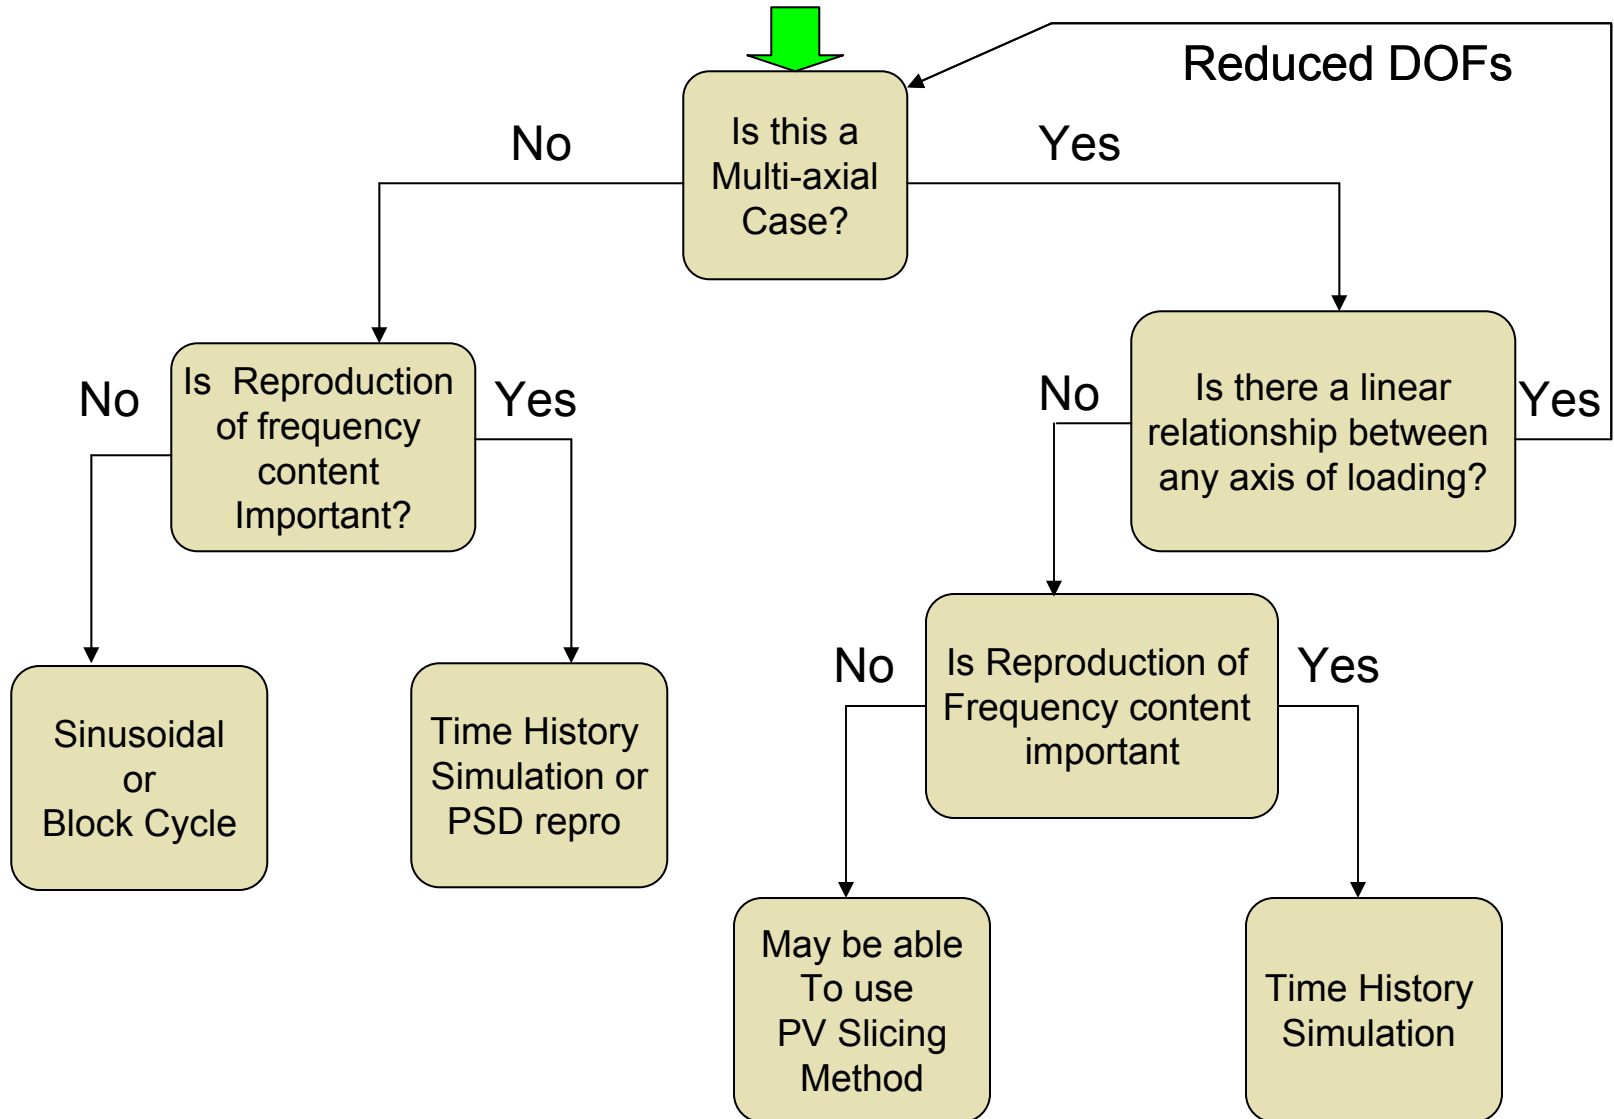 Reduced DOFs
No
Is this a
Multi-axial
Case?
Yes
No
Is  Reproduction
of frequency
content
Important?
Yes
No
Is there a linear
relationship between
any axis of loading?
Yes
Sinusoidal
or
Block Cycle
Time History
Simulation or
PSD repro
No
Is Reproduction of
Frequency content
important
Yes
May be able
To use
PV Slicing
Method
Time History
Simulation